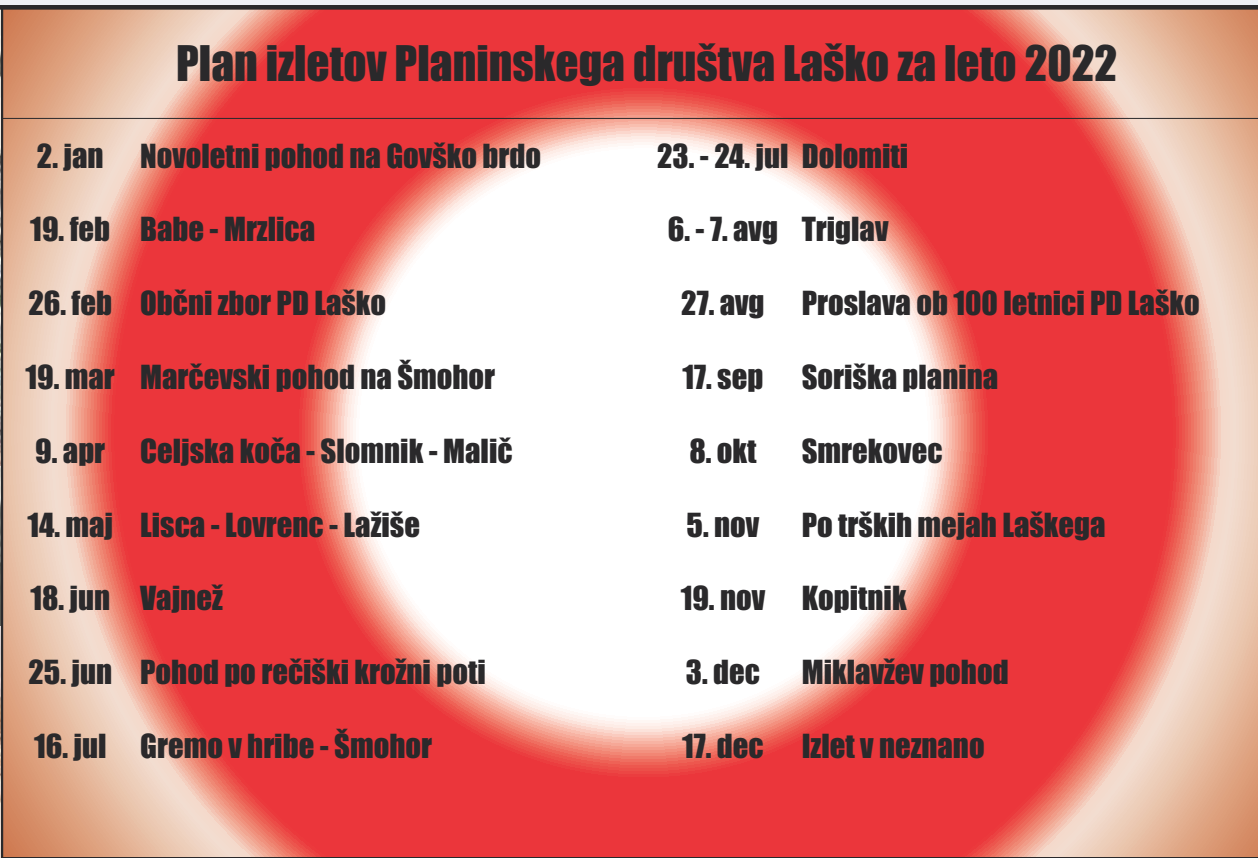 Plan izletov Planinskega društva Laško za leto 2022
2. jan Novoletni pohod na Govško brdo
19. feb Babe - Mrzlica
26. feb Občni zbor PD Laško
19. mar Marčevski pohod na Šmohor
9. apr Celjska koča - Slomnik - Malič
14. maj Lisca - Lovrenc - Lažiše
18. jun Vajnež
25. jun Pohod po rečiški krožni poti
16. jul Gremo v hribe - Šmohor
23. - 24. jul Dolomiti
6. - 7. avg Triglav
27. avg Proslava ob 100 letnici PD Laško
17. sep Soriška planina
8. okt Smrekovec
5. nov Po trških mejah Laškega
19. nov Kopitnik
3. dec Miklavžev pohod
17. dec Izlet v neznano